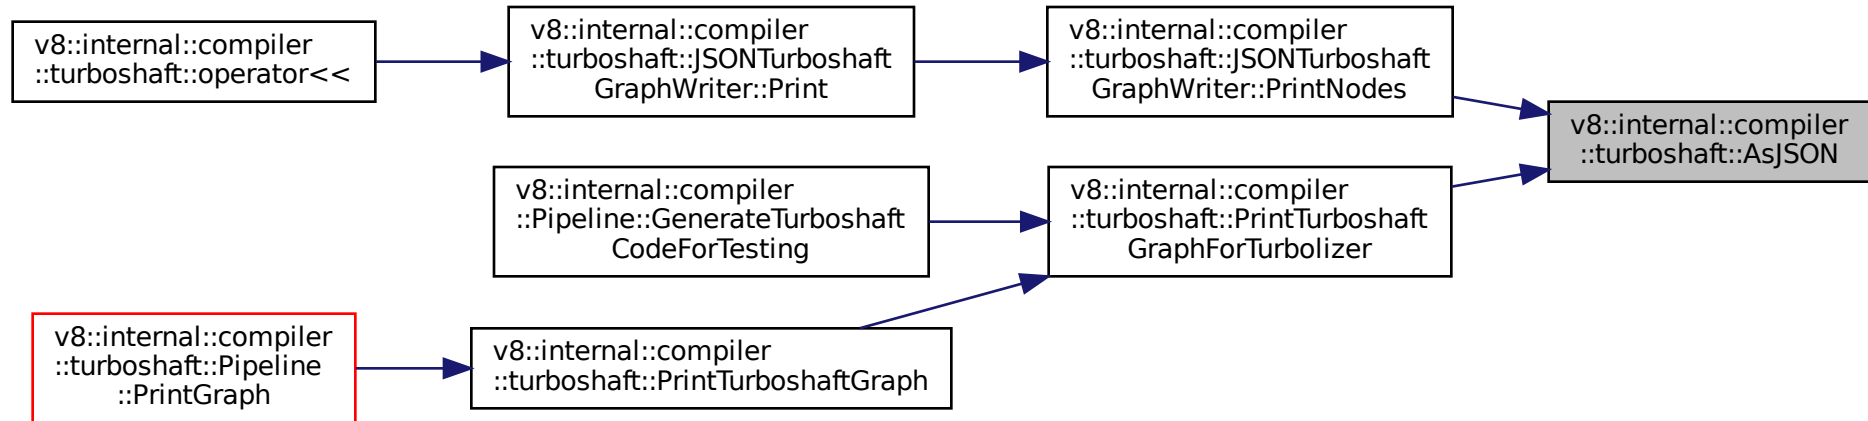 v8::internal::compiler
::turboshaft::operator<<
v8::internal::compiler
::turboshaft::JSONTurboshaft
GraphWriter::Print
v8::internal::compiler
::turboshaft::JSONTurboshaft
GraphWriter::PrintNodes
v8::internal::compiler
::turboshaft::AsJSON
v8::internal::compiler
::Pipeline::GenerateTurboshaft
CodeForTesting
v8::internal::compiler
::turboshaft::PrintTurboshaft
GraphForTurbolizer
v8::internal::compiler
::turboshaft::Pipeline
::PrintGraph
v8::internal::compiler
::turboshaft::PrintTurboshaftGraph